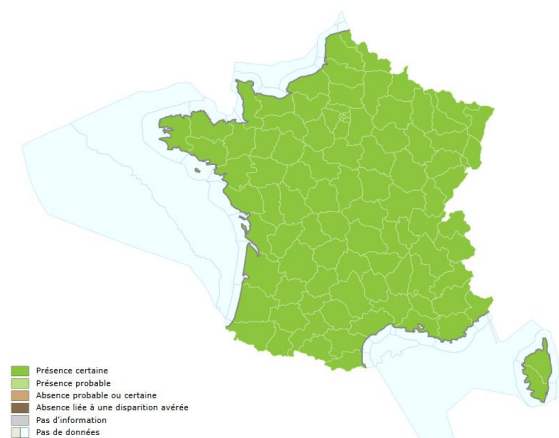 Présence certaine
Présence probable
Absence probable ou certaine
Absence liée à une disparition avérée
Pas d'information
Pas de données